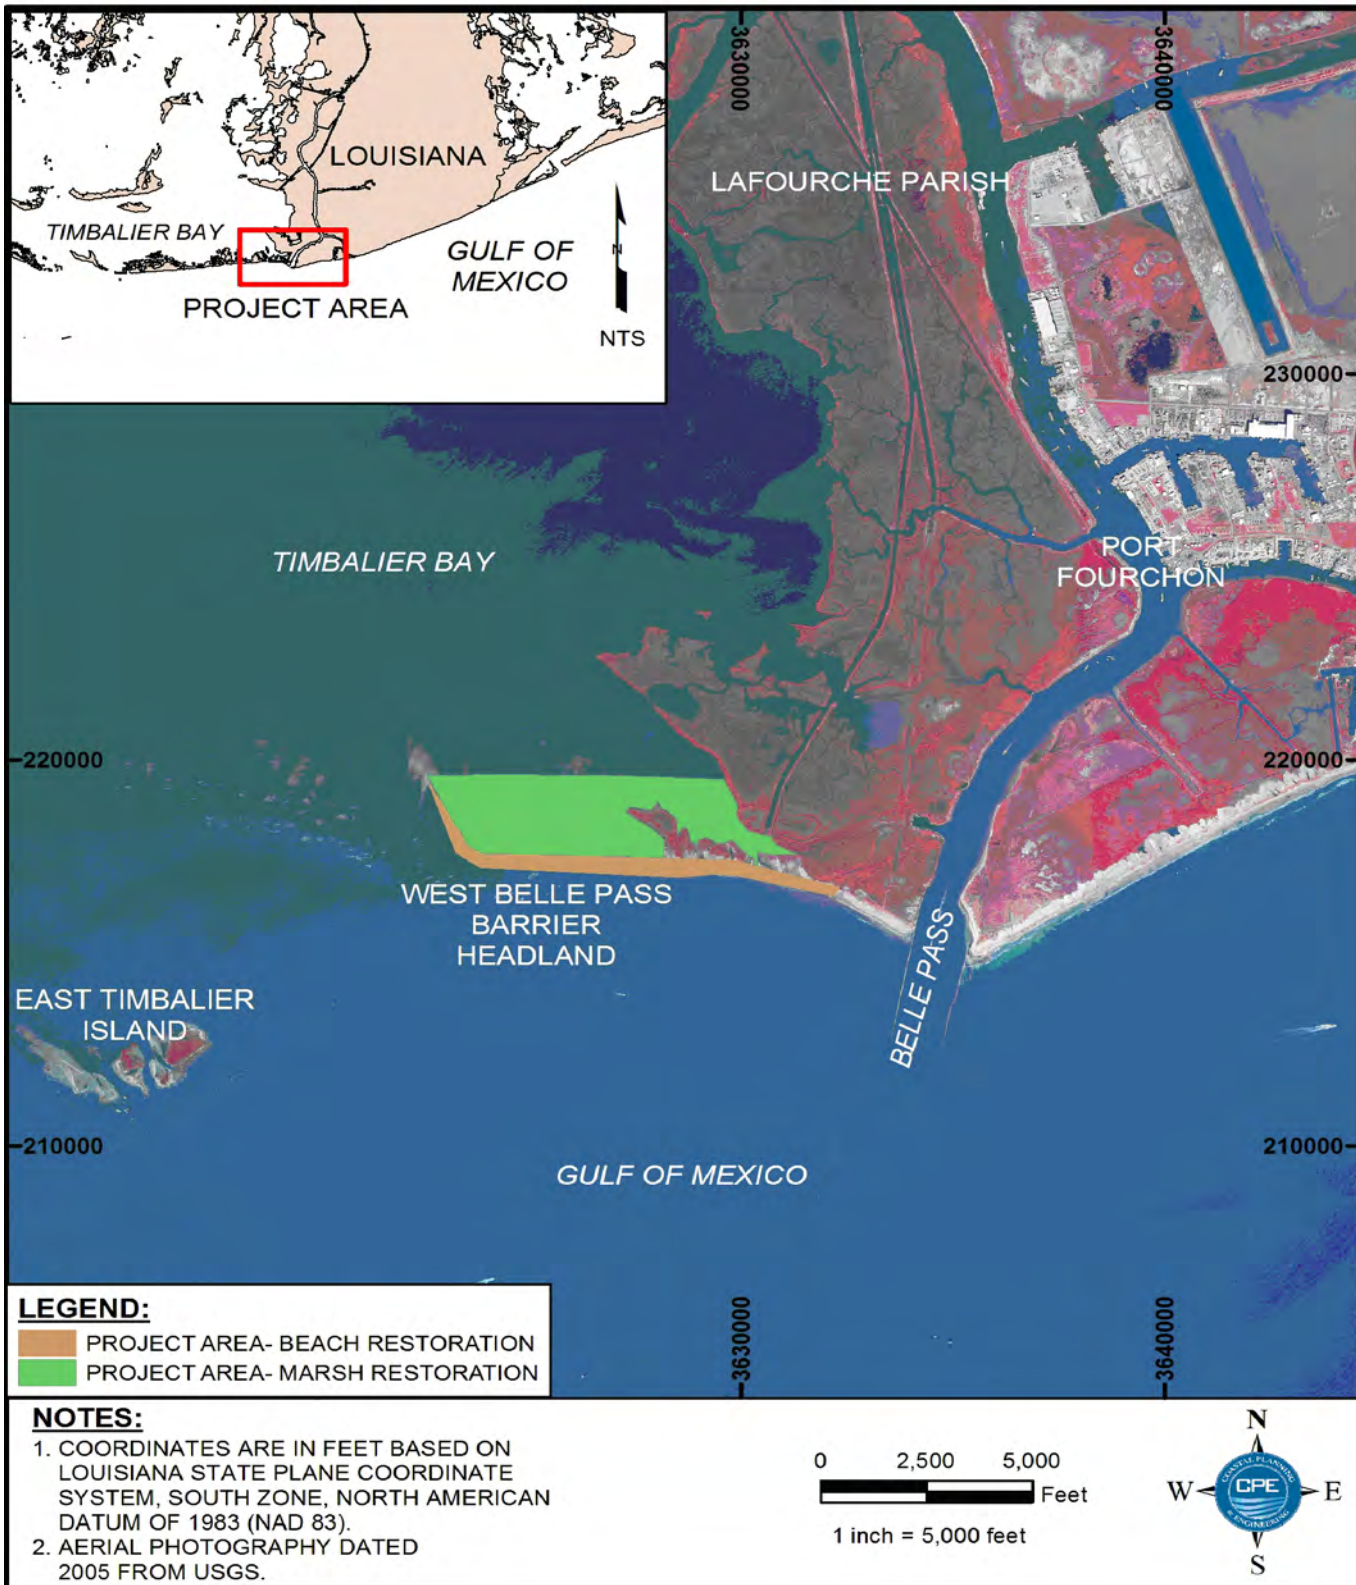 LOUISIANA
TIMBALIER BAY
GULF OF
MEXICO
PROJECT AREA
N
NTS
3630000
3640000
LAFOURCHE PARISH
230000
PORT
FOURCHON
TIMBALIER BAY
220000
220000
WEST BELLE PASS
BARRIER
HEADLAND
BELLE PASS
EAST TIMBALIER
ISLAND
210000
210000
GULF OF MEXICO
3630000
3640000
LEGEND:
PROJECT AREA- BEACH RESTORATION
PROJECT AREA- MARSH RESTORATION
NOTES:
1. COORDINATES ARE IN FEET BASED ON
LOUISIANA STATE PLANE COORDINATE
SYSTEM, SOUTH ZONE, NORTH AMERICAN
DATUM OF 1983 (NAD 83).
2. AERIAL PHOTOGRAPHY DATED
2005 FROM USGS.
0 2,500 5,000
Feet
1 inch = 5,000 feet
N
W
E
S
COASTAL PLANNING
CPE
& ENGINEERING